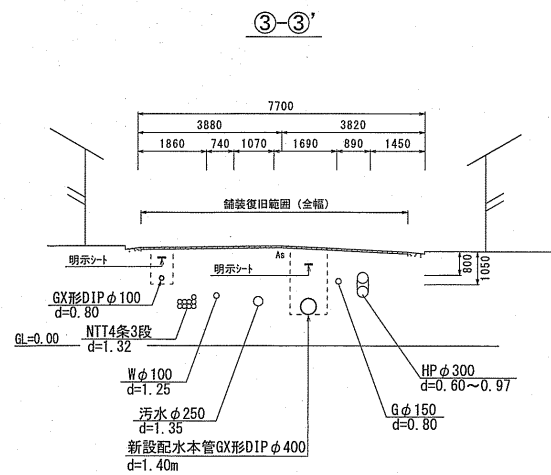 ③-③'
7700
3880 3820
1860 740 1070 1690 890 1450
舗装復旧範囲（全幅）
As
明示シート
明示シート
800
1050
GX形DIPφ100
d=0.80
NTT4条3段
d=1.32
GL=0.00
Wφ100
d=1.25
汚水φ250
d=1.35
新設配水本管GX形DIPφ400
d=1.40m
HPφ300
d=0.60～0.97
Gφ150
d=0.80